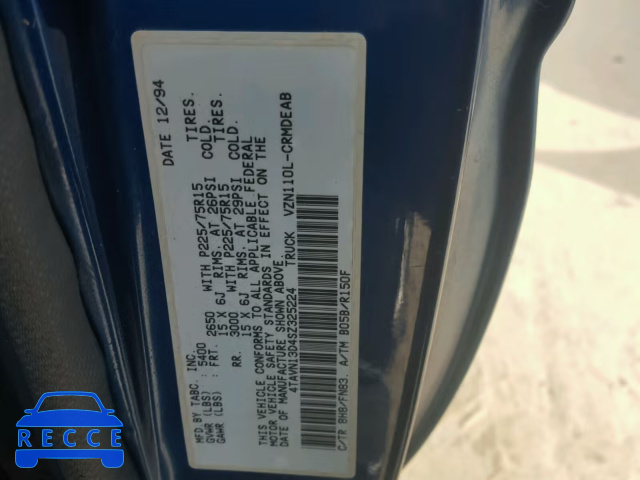 MFD. BY TABC, INC. DATE 12/94
GVWR (LBS) 5400
GAWR (LBS) : FRT. 2650 WITH P225/75R15 TIRES.
15 X 6J RIMS. AT 26PSI COLD.
RR. 3000 WITH P225/75R15 TIRES.
15 X 6J RIMS. AT 29PSI COLD.
THIS VEHICLE CONFORMS TO ALL APPLICABLE FEDERAL
MOTOR VEHICLE SAFETY STANDARDS IN EFFECT ON THE
DATE OF MANUFACTURE SHOWN ABOVE.
4TAVN13D4SZ325224 TRUCK VZN110L-CRMDEAB
C/TR 8H8/FN83. A/TM B05B/R150F
RECCE